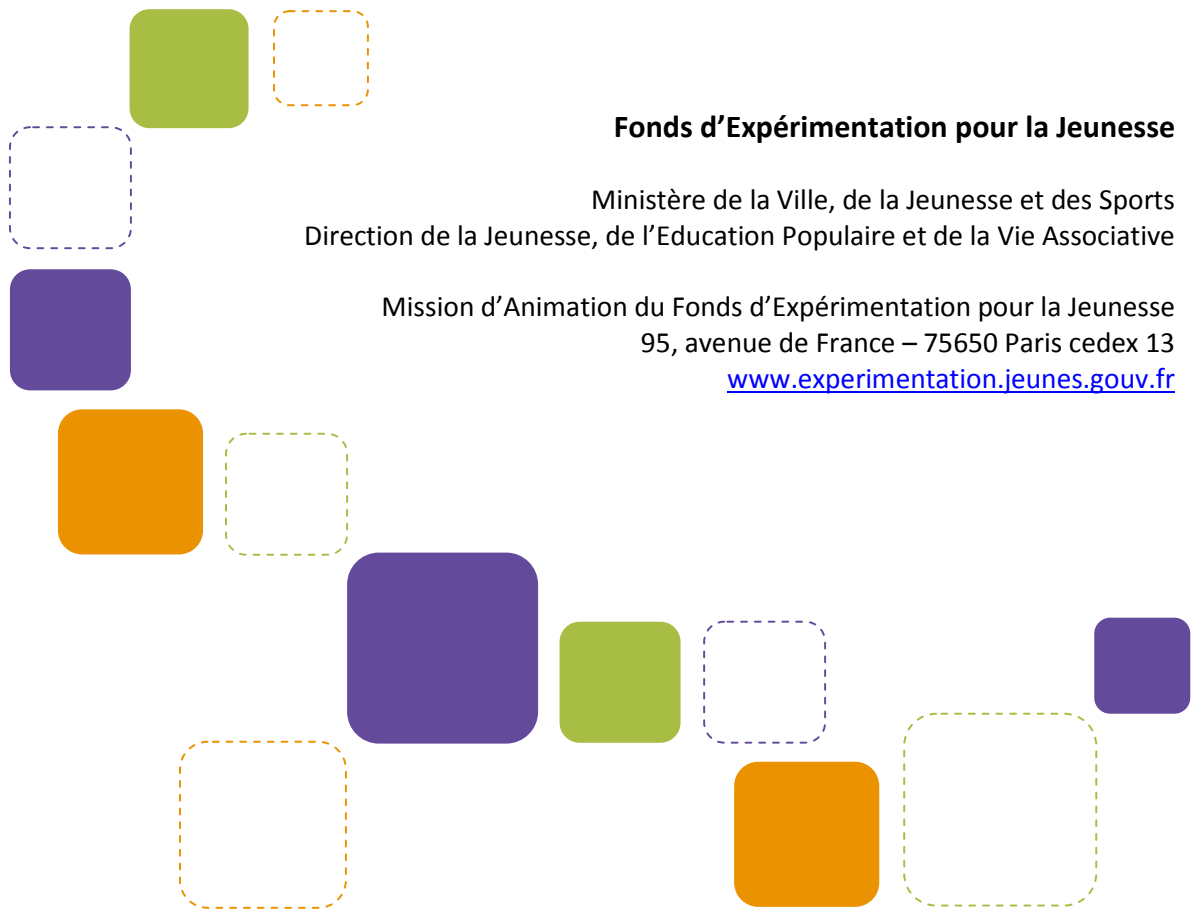 Fonds d’Expérimentation pour la Jeunesse
Ministère de la Ville, de la Jeunesse et des Sports
Direction de la Jeunesse, de l’Education Populaire et de la Vie Associative
Mission d’Animation du Fonds d’Expérimentation pour la Jeunesse
95, avenue de France – 75650 Paris cedex 13
www.experimentation.jeunes.gouv.fr